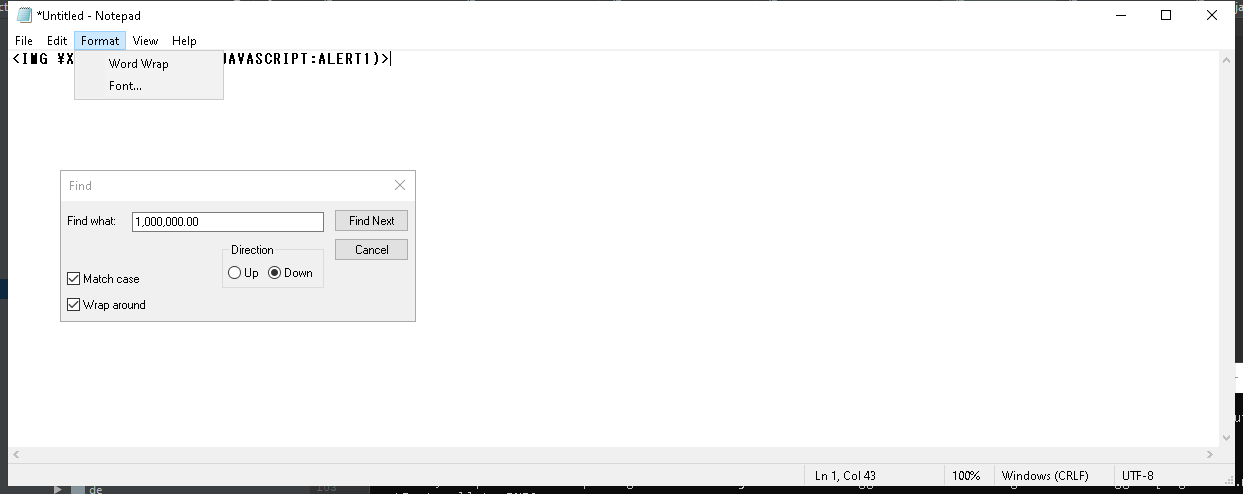 *Untitled - Notepad
File Edit Format View Help
<IMG ¥X JAVASCRIPT:ALERT1)>
Word Wrap
Font...
Find
Find what: 1,000,000.00 Find Next
Direction Cancel
Up Down
Match case
Wrap around
Ln 1, Col 43 100% Windows (CRLF) UTF-8
de 103